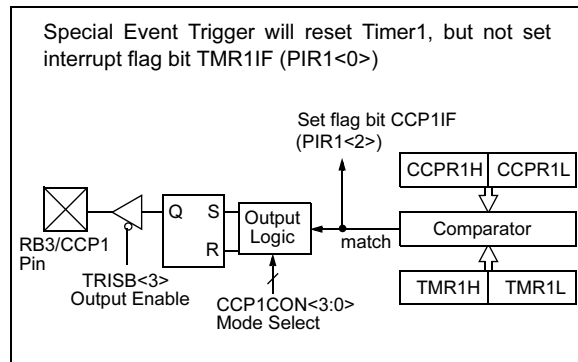 Special Event Trigger will reset Timer1, but not set
interrupt flag bit TMR1IF (PIR1<0>)
Set flag bit CCP1IF
(PIR1<2>)
CCPR1H CCPR1L
Q S
R
Output
Logic
match
Comparator
RB3/CCP1
Pin
TRISB<3>
Output Enable
CCP1CON<3:0>
Mode Select
TMR1H TMR1L